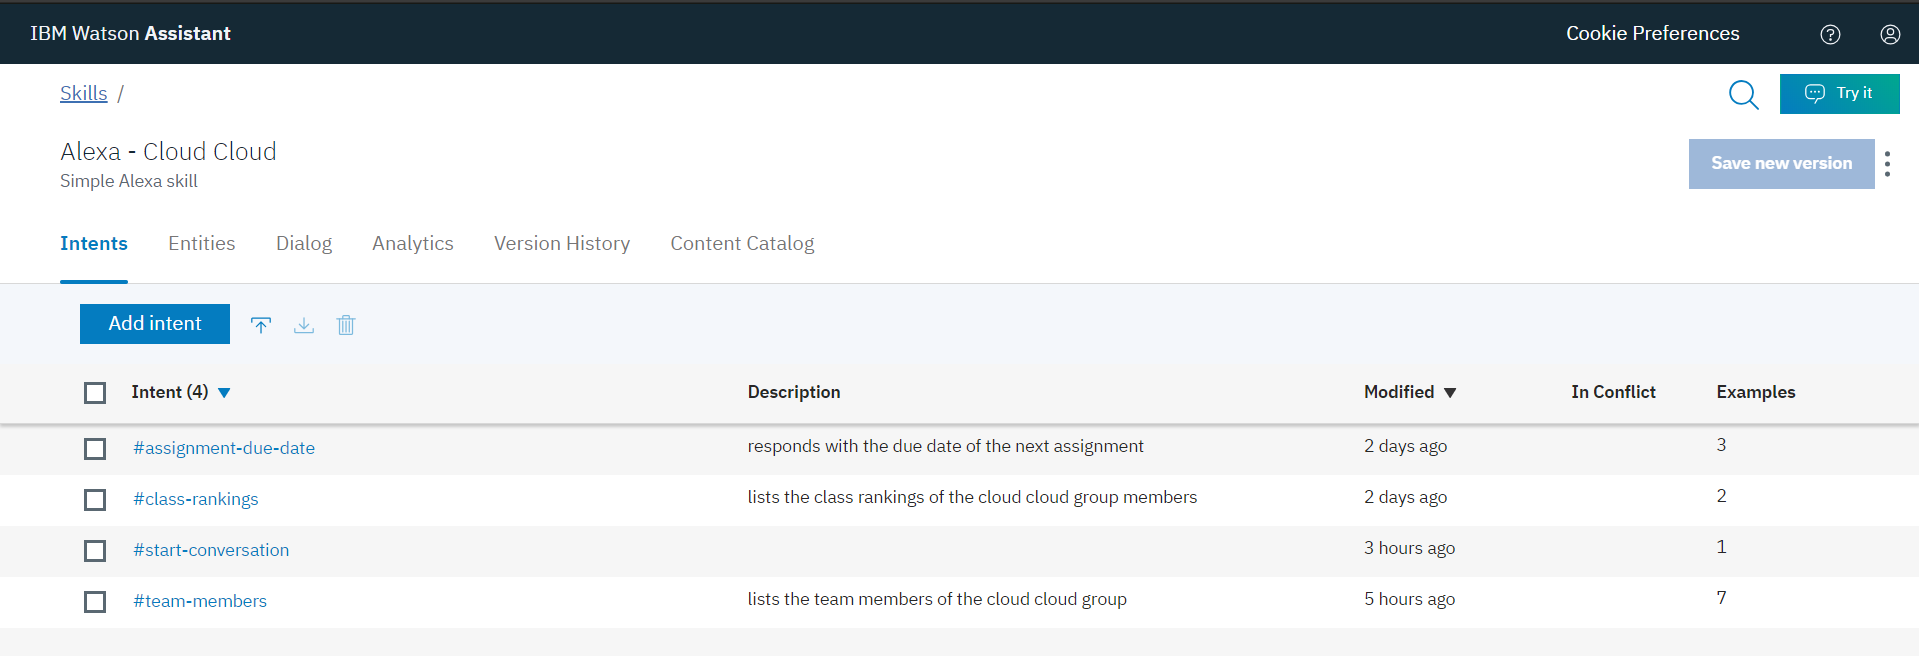 IBM Watson Assistant
Cookie Preferences
Skills /
Try it
Alexa - Cloud Cloud
Simple Alexa skill
Save new version
Intents Entities Dialog Analytics Version History Content Catalog
Add intent
Intent (4) Description Modified In Conflict Examples
#assignment-due-date responds with the due date of the next assignment 2 days ago 3
#class-rankings lists the class rankings of the cloud cloud group members 2 days ago 2
#start-conversation 3 hours ago 1
#team-members lists the team members of the cloud cloud group 5 hours ago 7